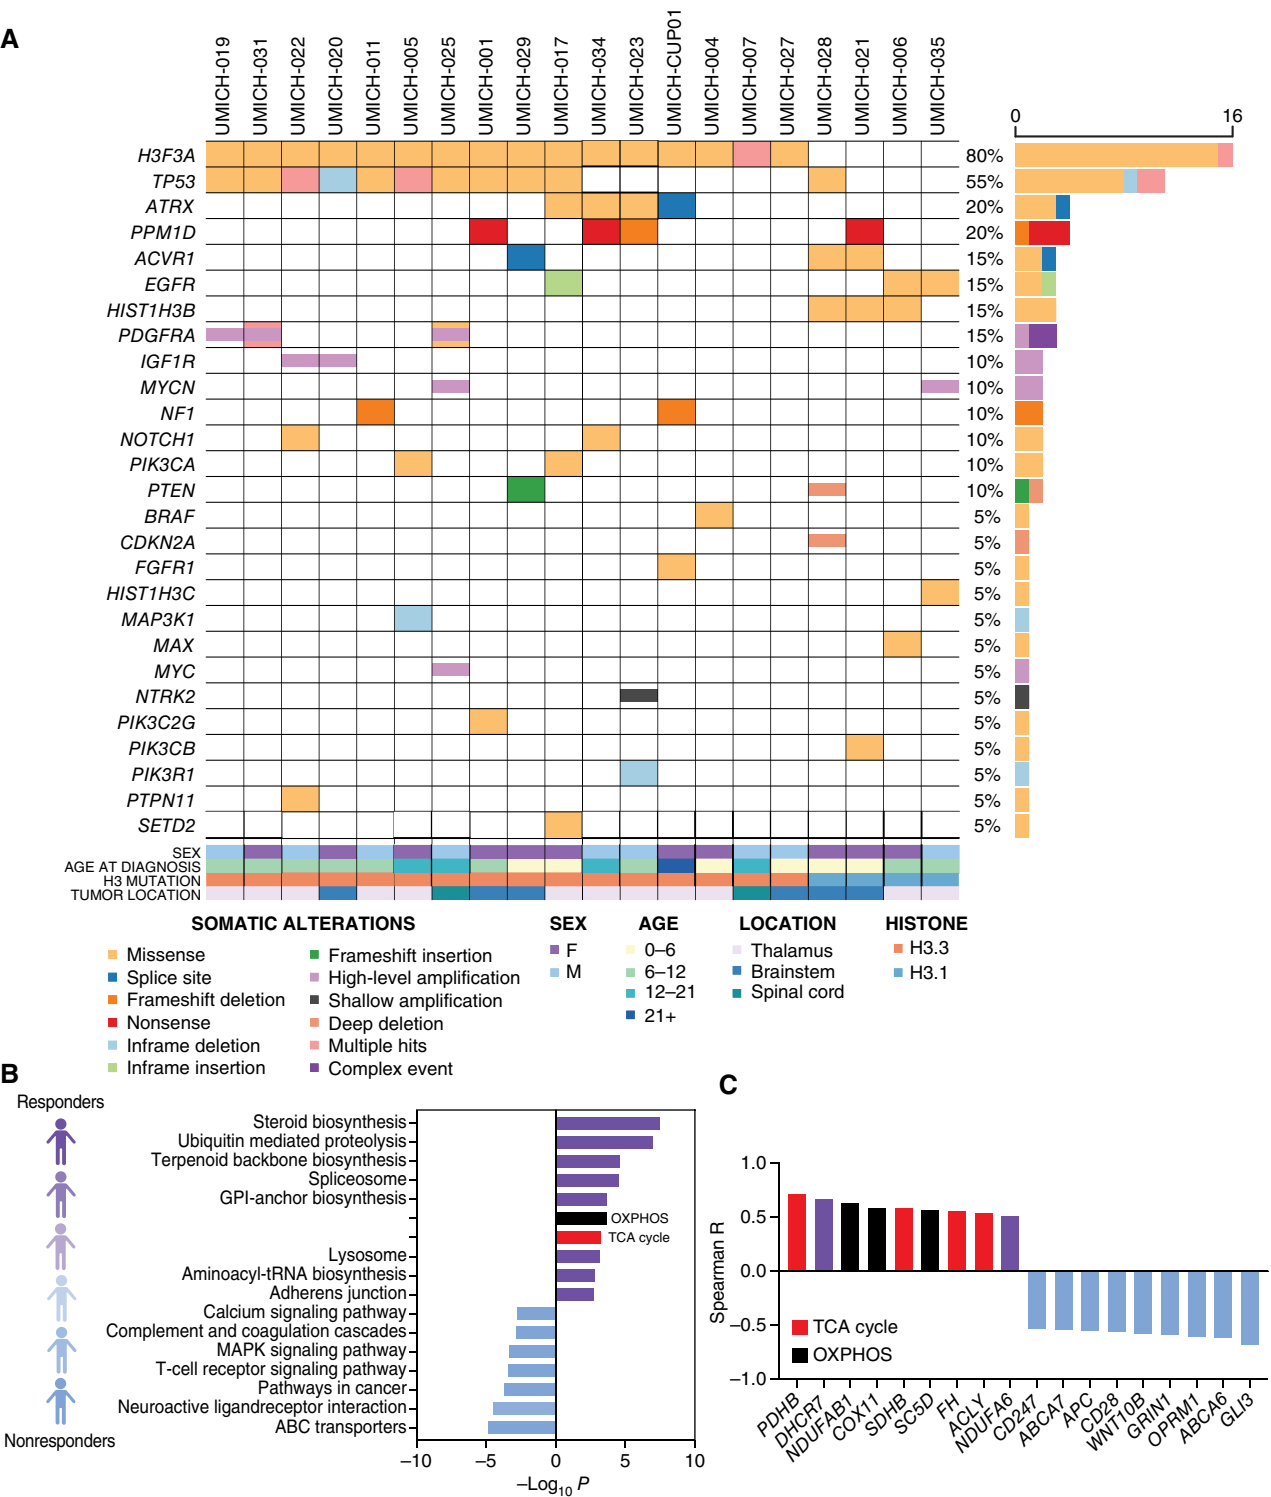 A
UMICH-019
UMICH-031
UMICH-022
UMICH-020
UMICH-011
UMICH-005
UMICH-025
UMICH-001
UMICH-029
UMICH-017
UMICH-034
UMICH-023
UMICH-CUP01
UMICH-004
UMICH-007
UMICH-027
UMICH-028
UMICH-021
UMICH-006
UMICH-035
0 16
H3F3A 80%
TP53 55%
ATRX 20%
PPM1D 20%
ACVR1 15%
EGFR 15%
HIST1H3B 15%
PDGFRA 15%
IGF1R 10%
MYCN 10%
NF1 10%
NOTCH1 10%
PIK3CA 10%
PTEN 10%
BRAF 5%
CDKN2A 5%
FGFR1 5%
HIST1H3C 5%
MAP3K1 5%
MAX 5%
MYC 5%
NTRK2 5%
PIK3C2G 5%
PIK3CB 5%
PIK3R1 5%
PTPN11 5%
SETD2 5%
SEX
AGE AT DIAGNOSIS
H3 MUTATION
TUMOR LOCATION
SOMATIC ALTERATIONS
Missense
Splice site
Frameshift deletion
Nonsense
Inframe deletion
Inframe insertion
Frameshift insertion
High-level amplification
Shallow amplification
Deep deletion
Multiple hits
Complex event
SEX
F
M
AGE
0–6
6–12
12–21
21+
LOCATION
Thalamus
Brainstem
Spinal cord
HISTONE
H3.3
H3.1
B
Responders
Nonresponders
Steroid biosynthesis
Ubiquitin mediated proteolysis
Terpenoid backbone biosynthesis
Spliceosome
GPI-anchor biosynthesis
OXPHOS
TCA cycle
Lysosome
Aminoacyl-tRNA biosynthesis
Adherens junction
Calcium signaling pathway
Complement and coagulation cascades
MAPK signaling pathway
T-cell receptor signaling pathway
Pathways in cancer
Neuroactive ligandreceptor interaction
ABC transporters
–10 –5 0 5 10
–Log10 P
C
Spearman R
1.0
0.5
0.0
–0.5
–1.0
TCA cycle
OXPHOS
PDHB
DHCR7
NDUFAB1
COX11
SDHB
SC5D
FH
ACLY
NDUFA6
CD247
ABCA7
APC
CD28
WNT10B
GRIN1
OPRM1
ABCA6
GLI3